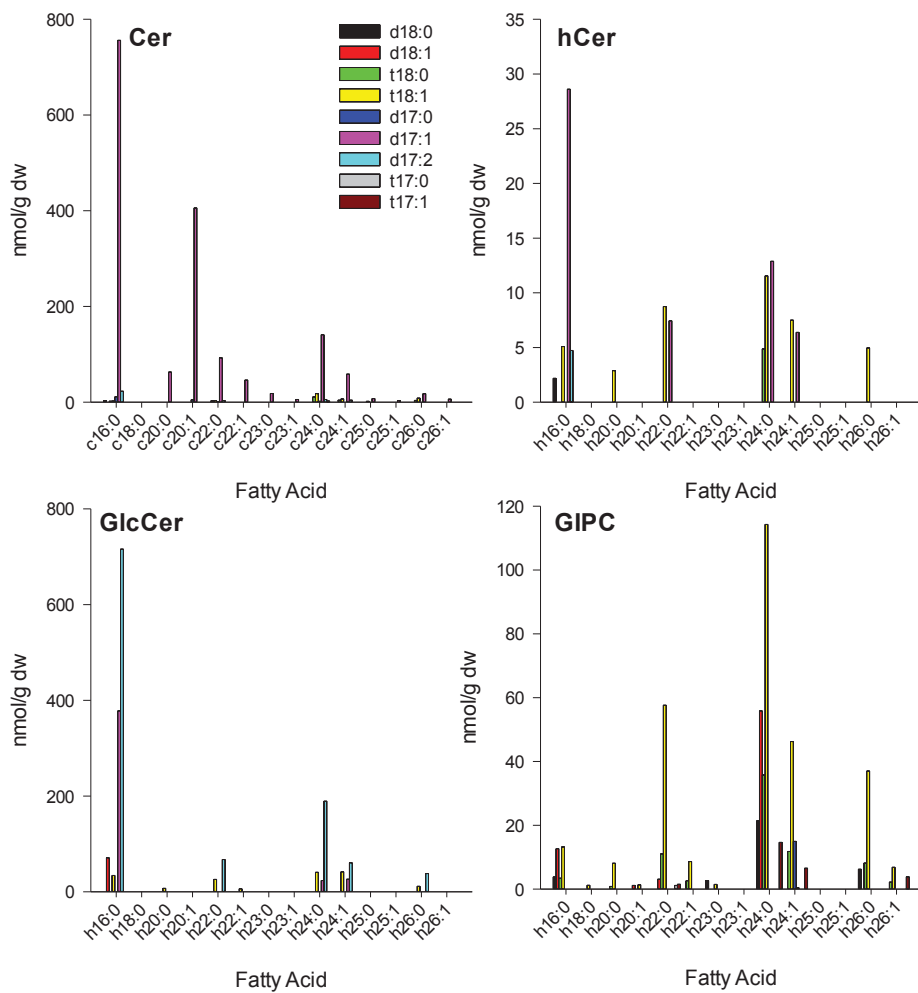 Cer
800
600
400
200
0
nmol/g dw
d18:0
d18:1
t18:0
t18:1
d17:0
d17:1
d17:2
t17:0
t17:1
c16:0
c18:0
c20:0
c20:1
c22:0
c22:1
c23:0
c23:1
c24:0
c24:1
c25:0
c25:1
c26:0
c26:1
Fatty Acid
hCer
35
30
25
20
15
10
5
0
nmol/g dw
h16:0
h18:0
h20:0
h20:1
h22:0
h22:1
h23:0
h23:1
h24:0
h24:1
h25:0
h25:1
h26:0
h26:1
Fatty Acid
GlcCer
800
600
400
200
0
nmol/g dw
h16:0
h18:0
h20:0
h20:1
h22:0
h22:1
h23:0
h23:1
h24:0
h24:1
h25:0
h25:1
h26:0
h26:1
Fatty Acid
GIPC
120
100
80
60
40
20
0
nmol/g dw
h16:0
h18:0
h20:0
h20:1
h22:0
h22:1
h23:0
h23:1
h24:0
h24:1
h25:0
h25:1
h26:0
h26:1
Fatty Acid